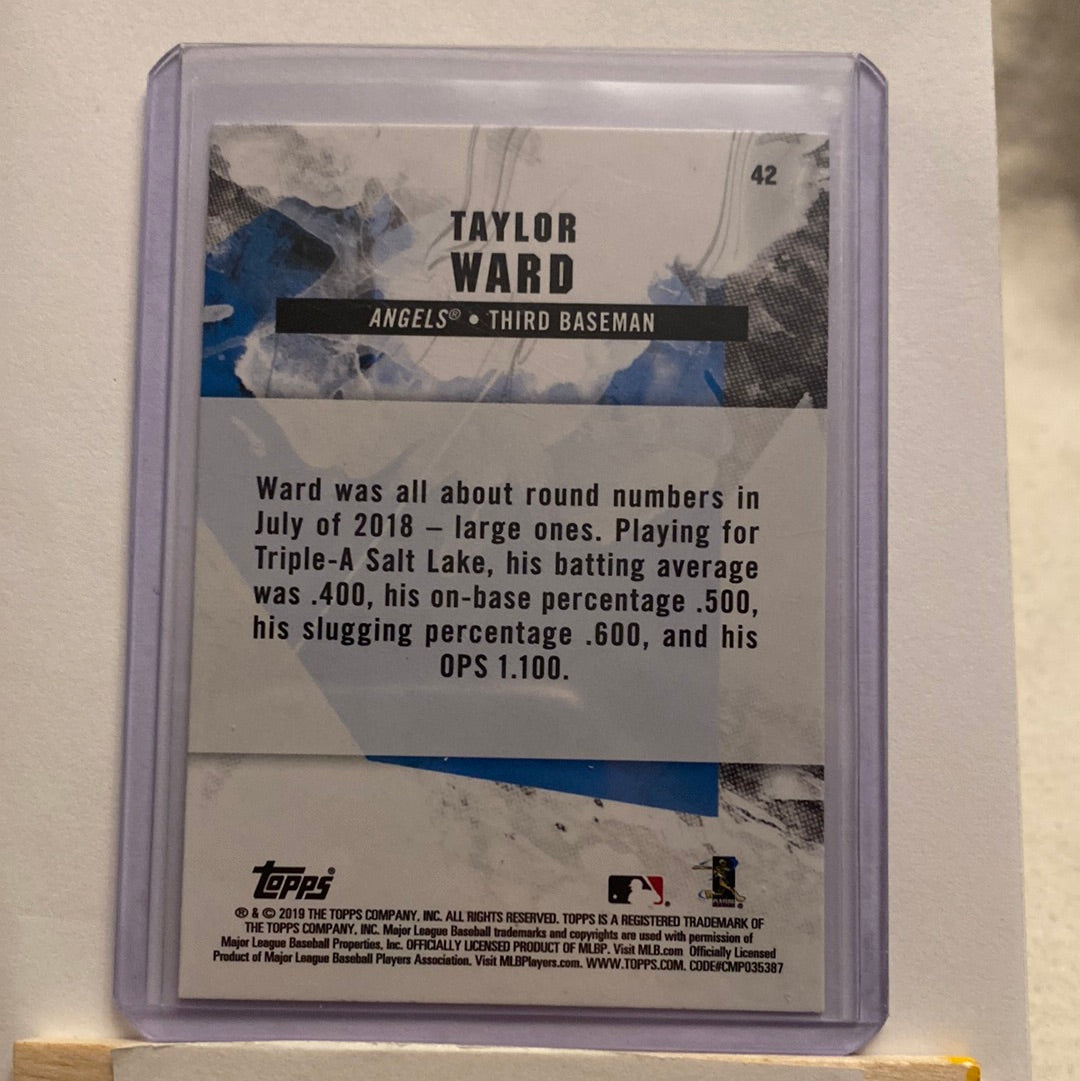 42
TAYLOR
WARD
ANGELS® • THIRD BASEMAN
Ward was all about round numbers in
July of 2018 – large ones. Playing for
Triple-A Salt Lake, his batting average
was .400, his on-base percentage .500,
his slugging percentage .600, and his
OPS 1.100.
topps®
® & © 2019 THE TOPPS COMPANY, INC. ALL RIGHTS RESERVED. TOPPS IS A REGISTERED TRADEMARK OF
THE TOPPS COMPANY, INC. Major League Baseball trademarks and copyrights are used with permission of
Major League Baseball Properties, Inc. OFFICIALLY LICENSED PRODUCT OF MLBP. Visit MLB.com Officially Licensed
Product of Major League Baseball Players Association. Visit MLBPlayers.com. WWW.TOPPS.COM. CODE#CMP035387